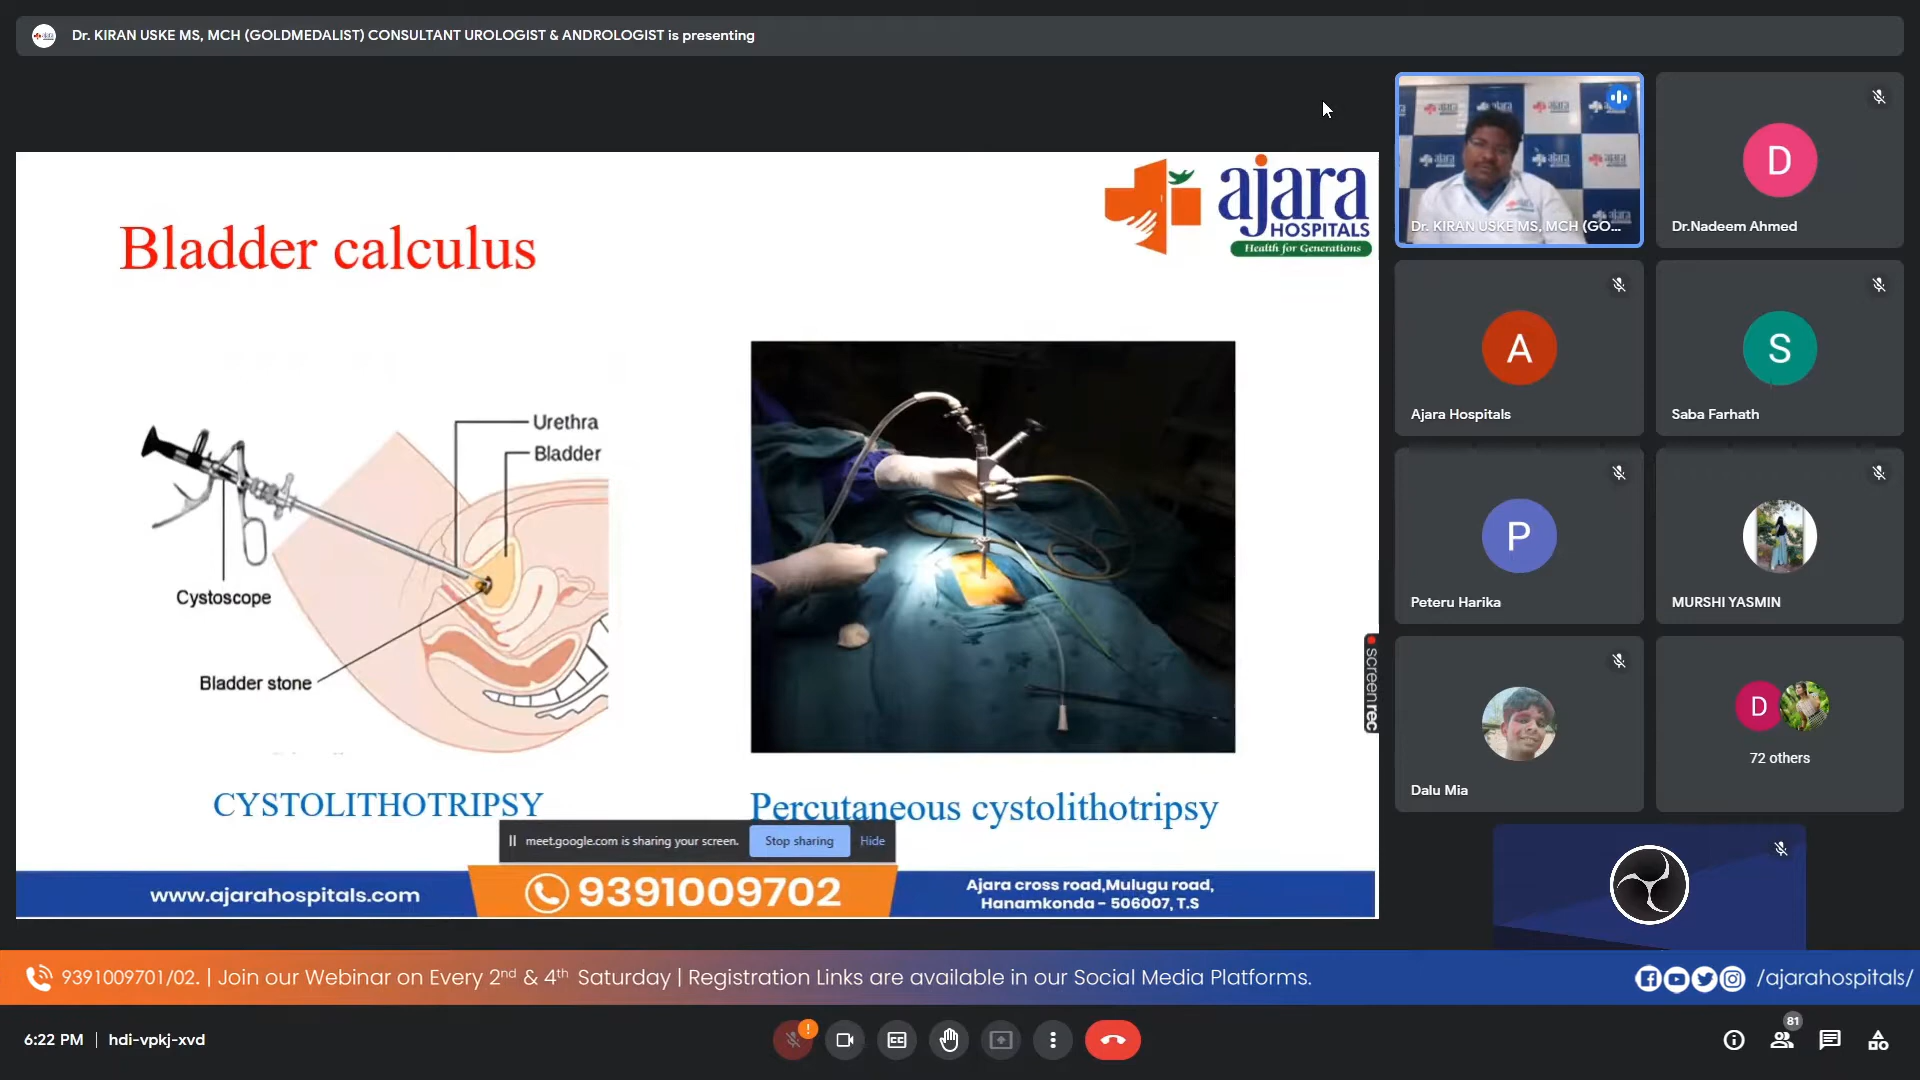 Dr. KIRAN USKE MS, MCH (GOLDMEDALIST) CONSULTANT UROLOGIST & ANDROLOGIST is presenting
ajara
HOSPITALS
Health for Generations
Bladder calculus
Urethra
Bladder
Cystoscope
Bladder stone
CYSTOLITHOTRIPSY
Percutaneous cystolithotripsy
meet.google.com is sharing your screen.
Stop sharing
Hide
www.ajarahospitals.com
9391009702
Ajara cross road,Mulugu road,
Hanamkonda - 506007, T.S
screenrec
Dr. KIRAN USKE MS, MCH (GO...
D
Dr.Nadeem Ahmed
A
Ajara Hospitals
S
Saba Farhath
P
Peteru Harika
MURSHI YASMIN
Dalu Mia
D
72 others
9391009701/02. | Join our Webinar on Every 2nd & 4th Saturday | Registration Links are available in our Social Media Platforms.
/ajarahospitals/
6:22 PM | hdi-vpkj-xvd
81